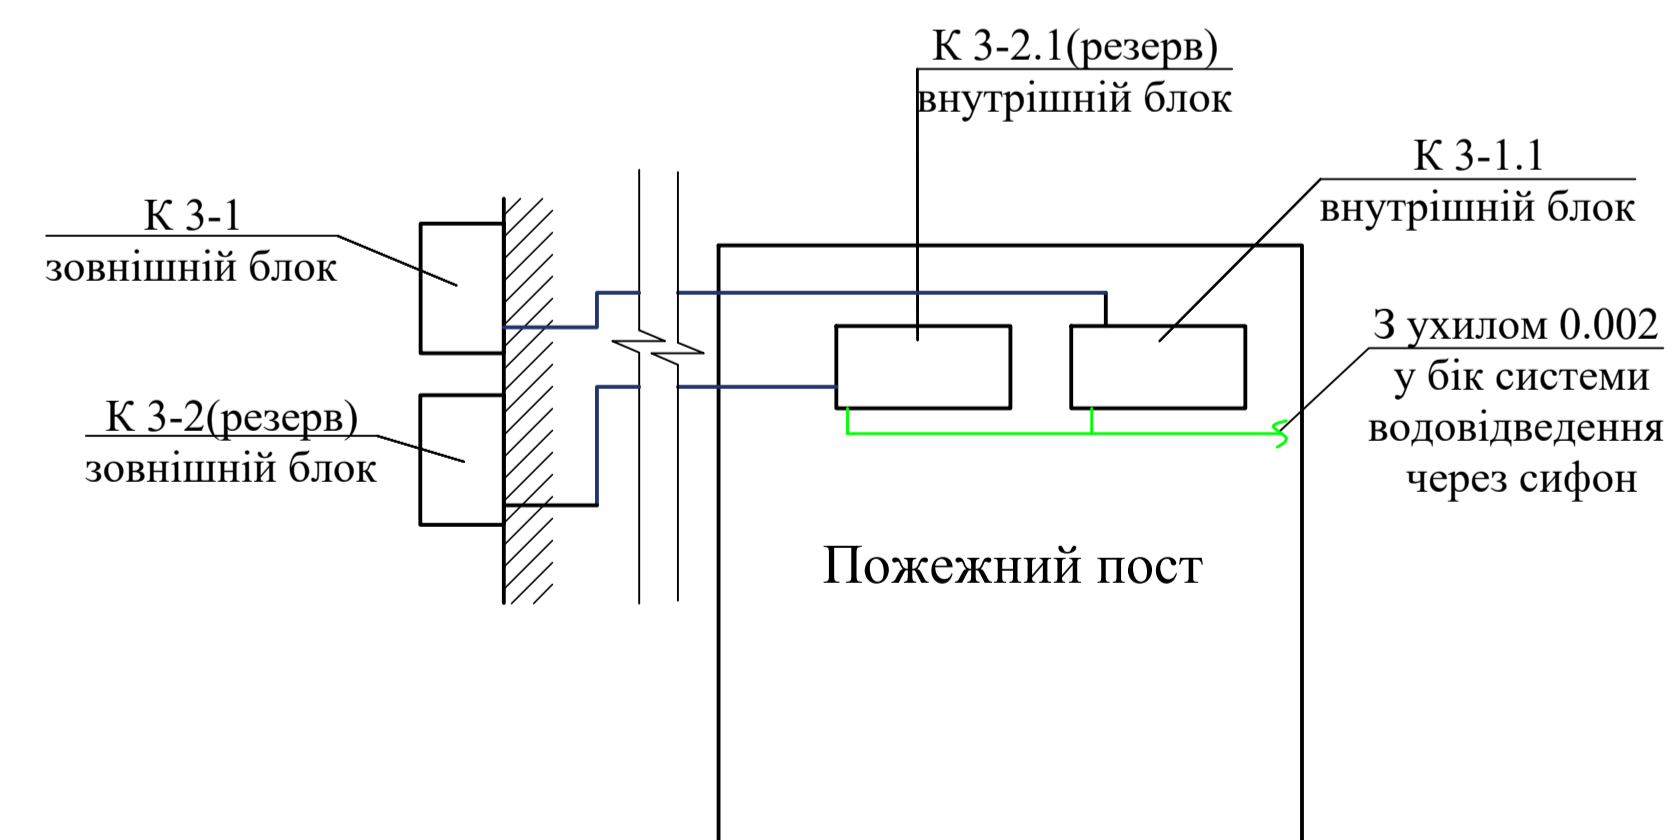 К 3-2.1(резерв)
внутрішній блок
К 3-1.1
внутрішній блок
К 3-1
зовнішній блок
З ухилом 0.002
у бік системи
водовідведення
через сифон
К 3-2(резерв)
зовнішній блок
Пожежний пост